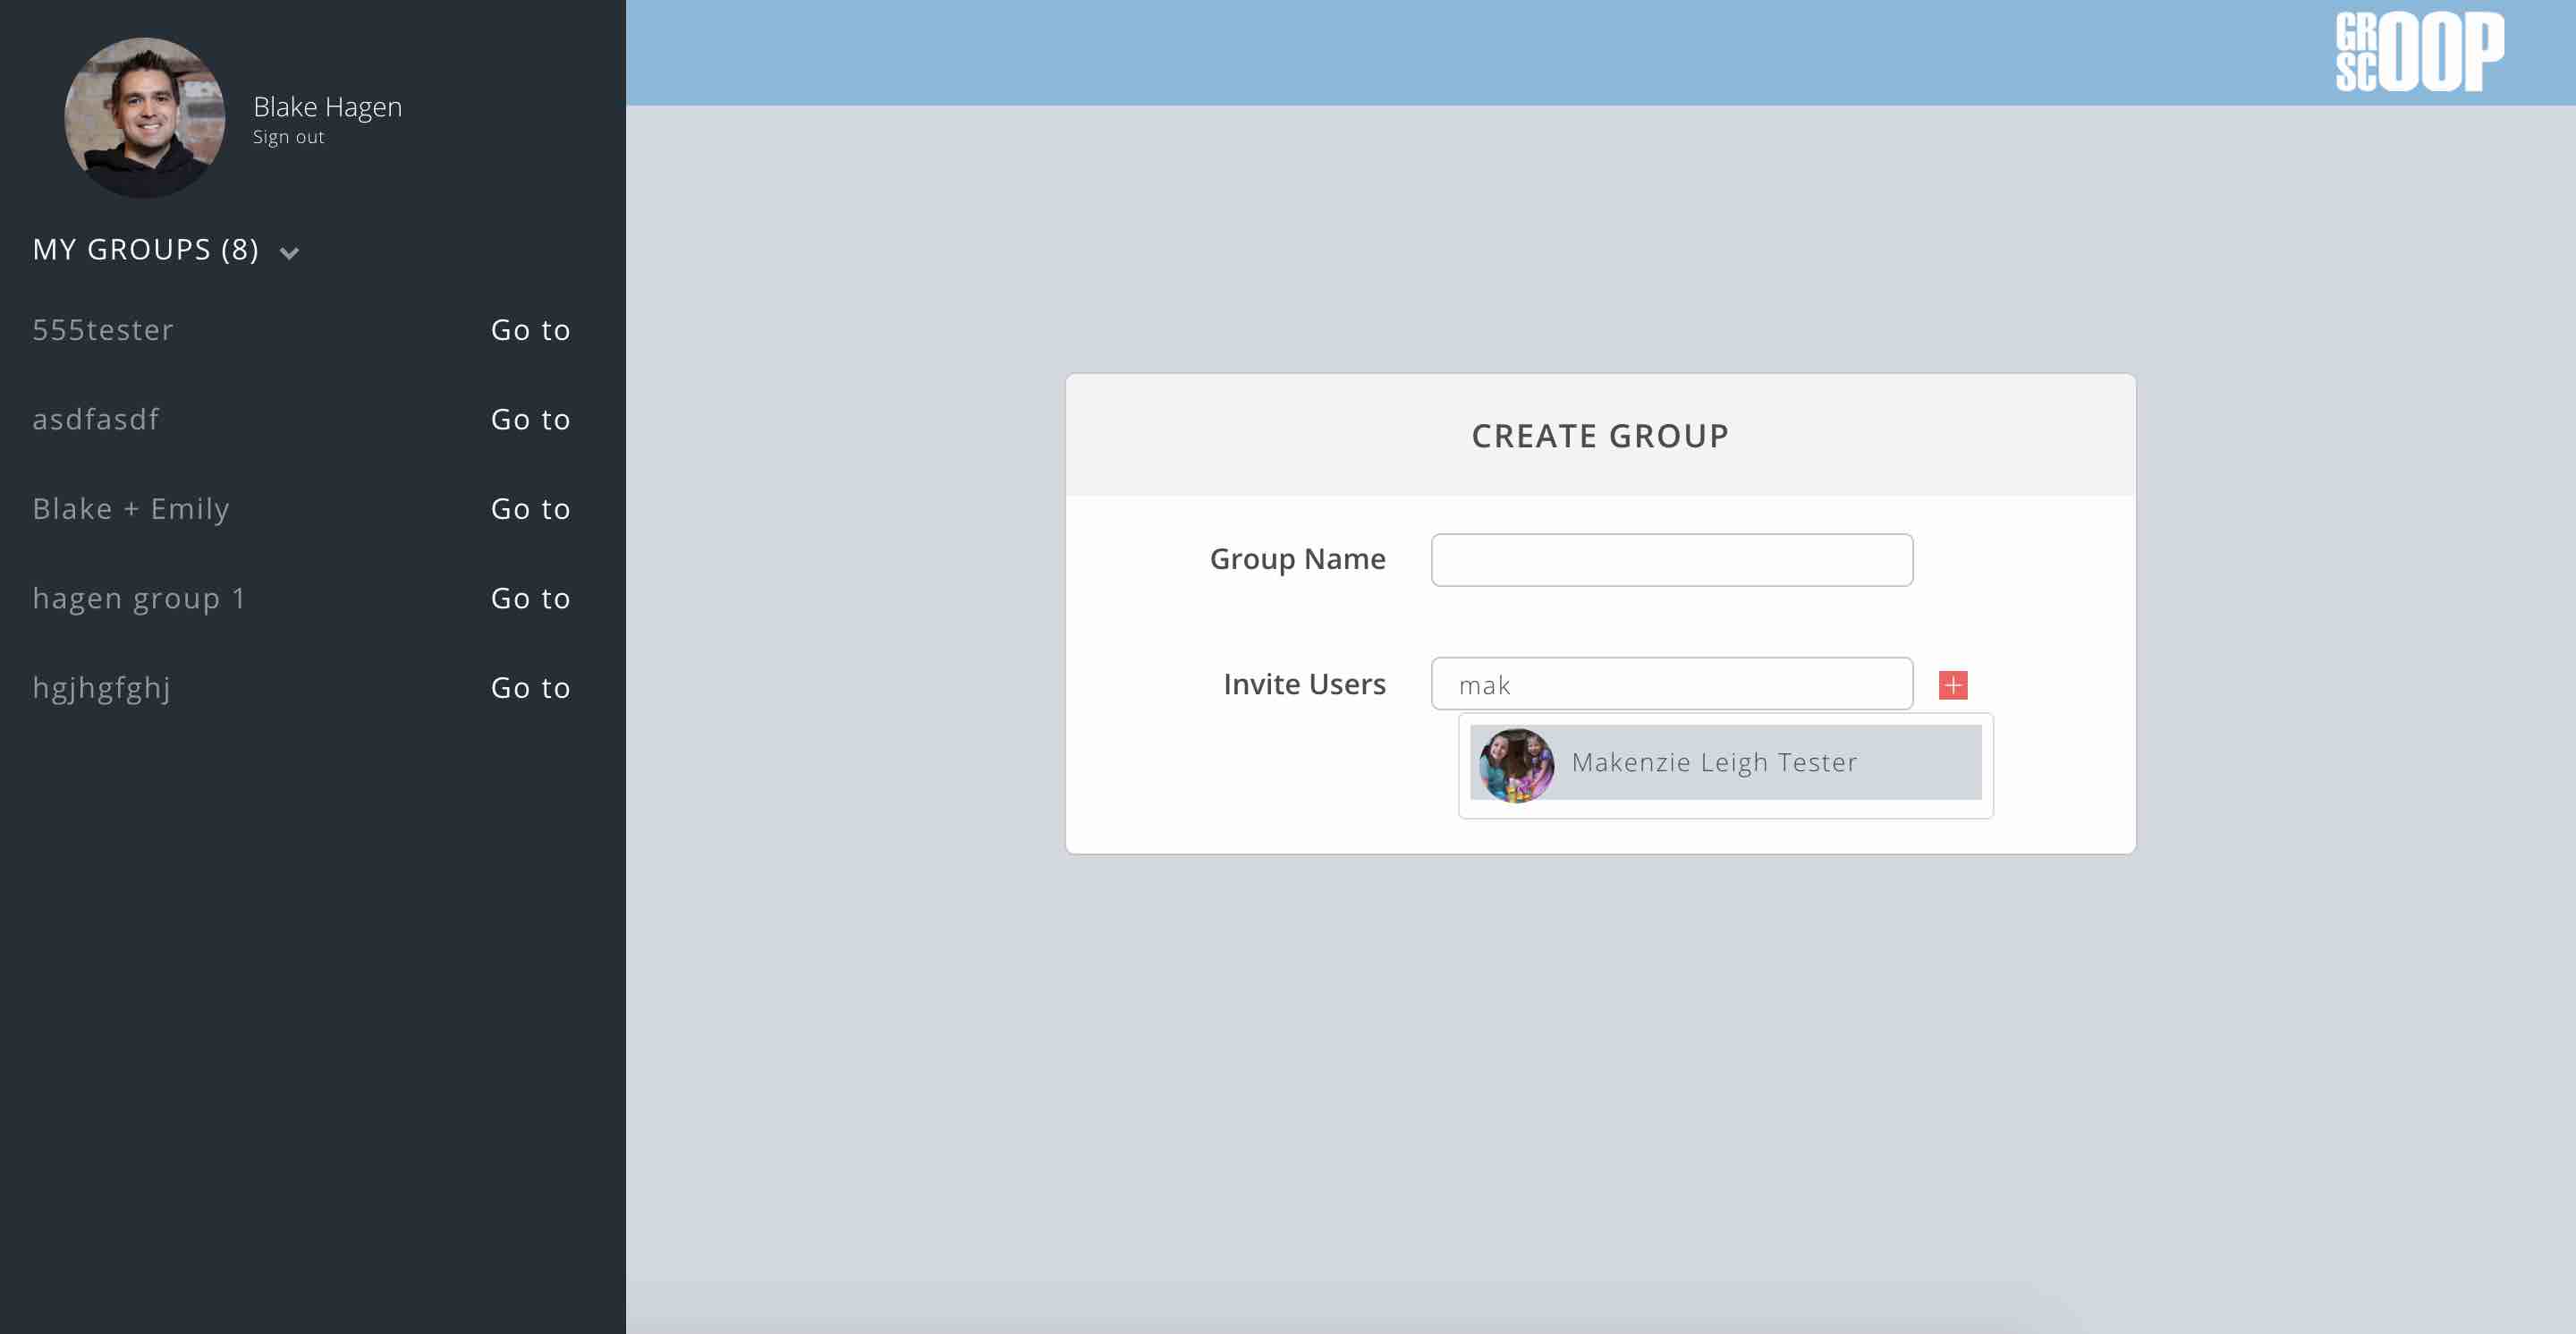 Blake Hagen
Sign out
MY GROUPS (8)
555tester Go to
asdfasdf Go to
Blake + Emily Go to
hagen group 1 Go to
hgjhgfghj Go to
GR SC OOP
CREATE GROUP
Group Name
Invite Users mak
Makenzie Leigh Tester